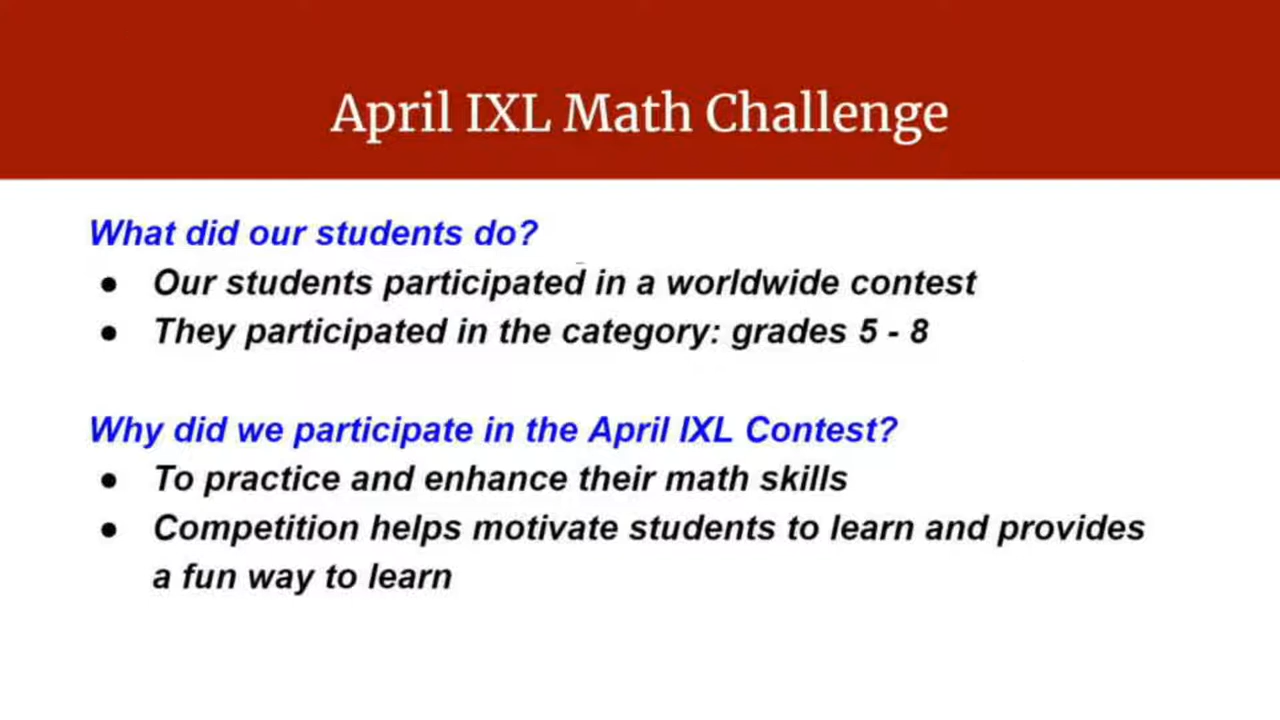 April IXL Math Challenge
What did our students do?
● Our students participated in a worldwide contest
● They participated in the category: grades 5 - 8
Why did we participate in the April IXL Contest?
● To practice and enhance their math skills
● Competition helps motivate students to learn and provides
a fun way to learn